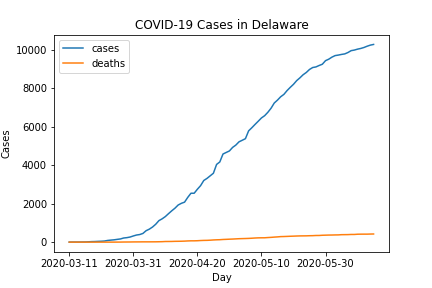 COVID-19 Cases in Delaware
cases
deaths
10000
8000
6000
4000
2000
0
Cases
2020-03-11 2020-03-31 2020-04-20 2020-05-10 2020-05-30
Day